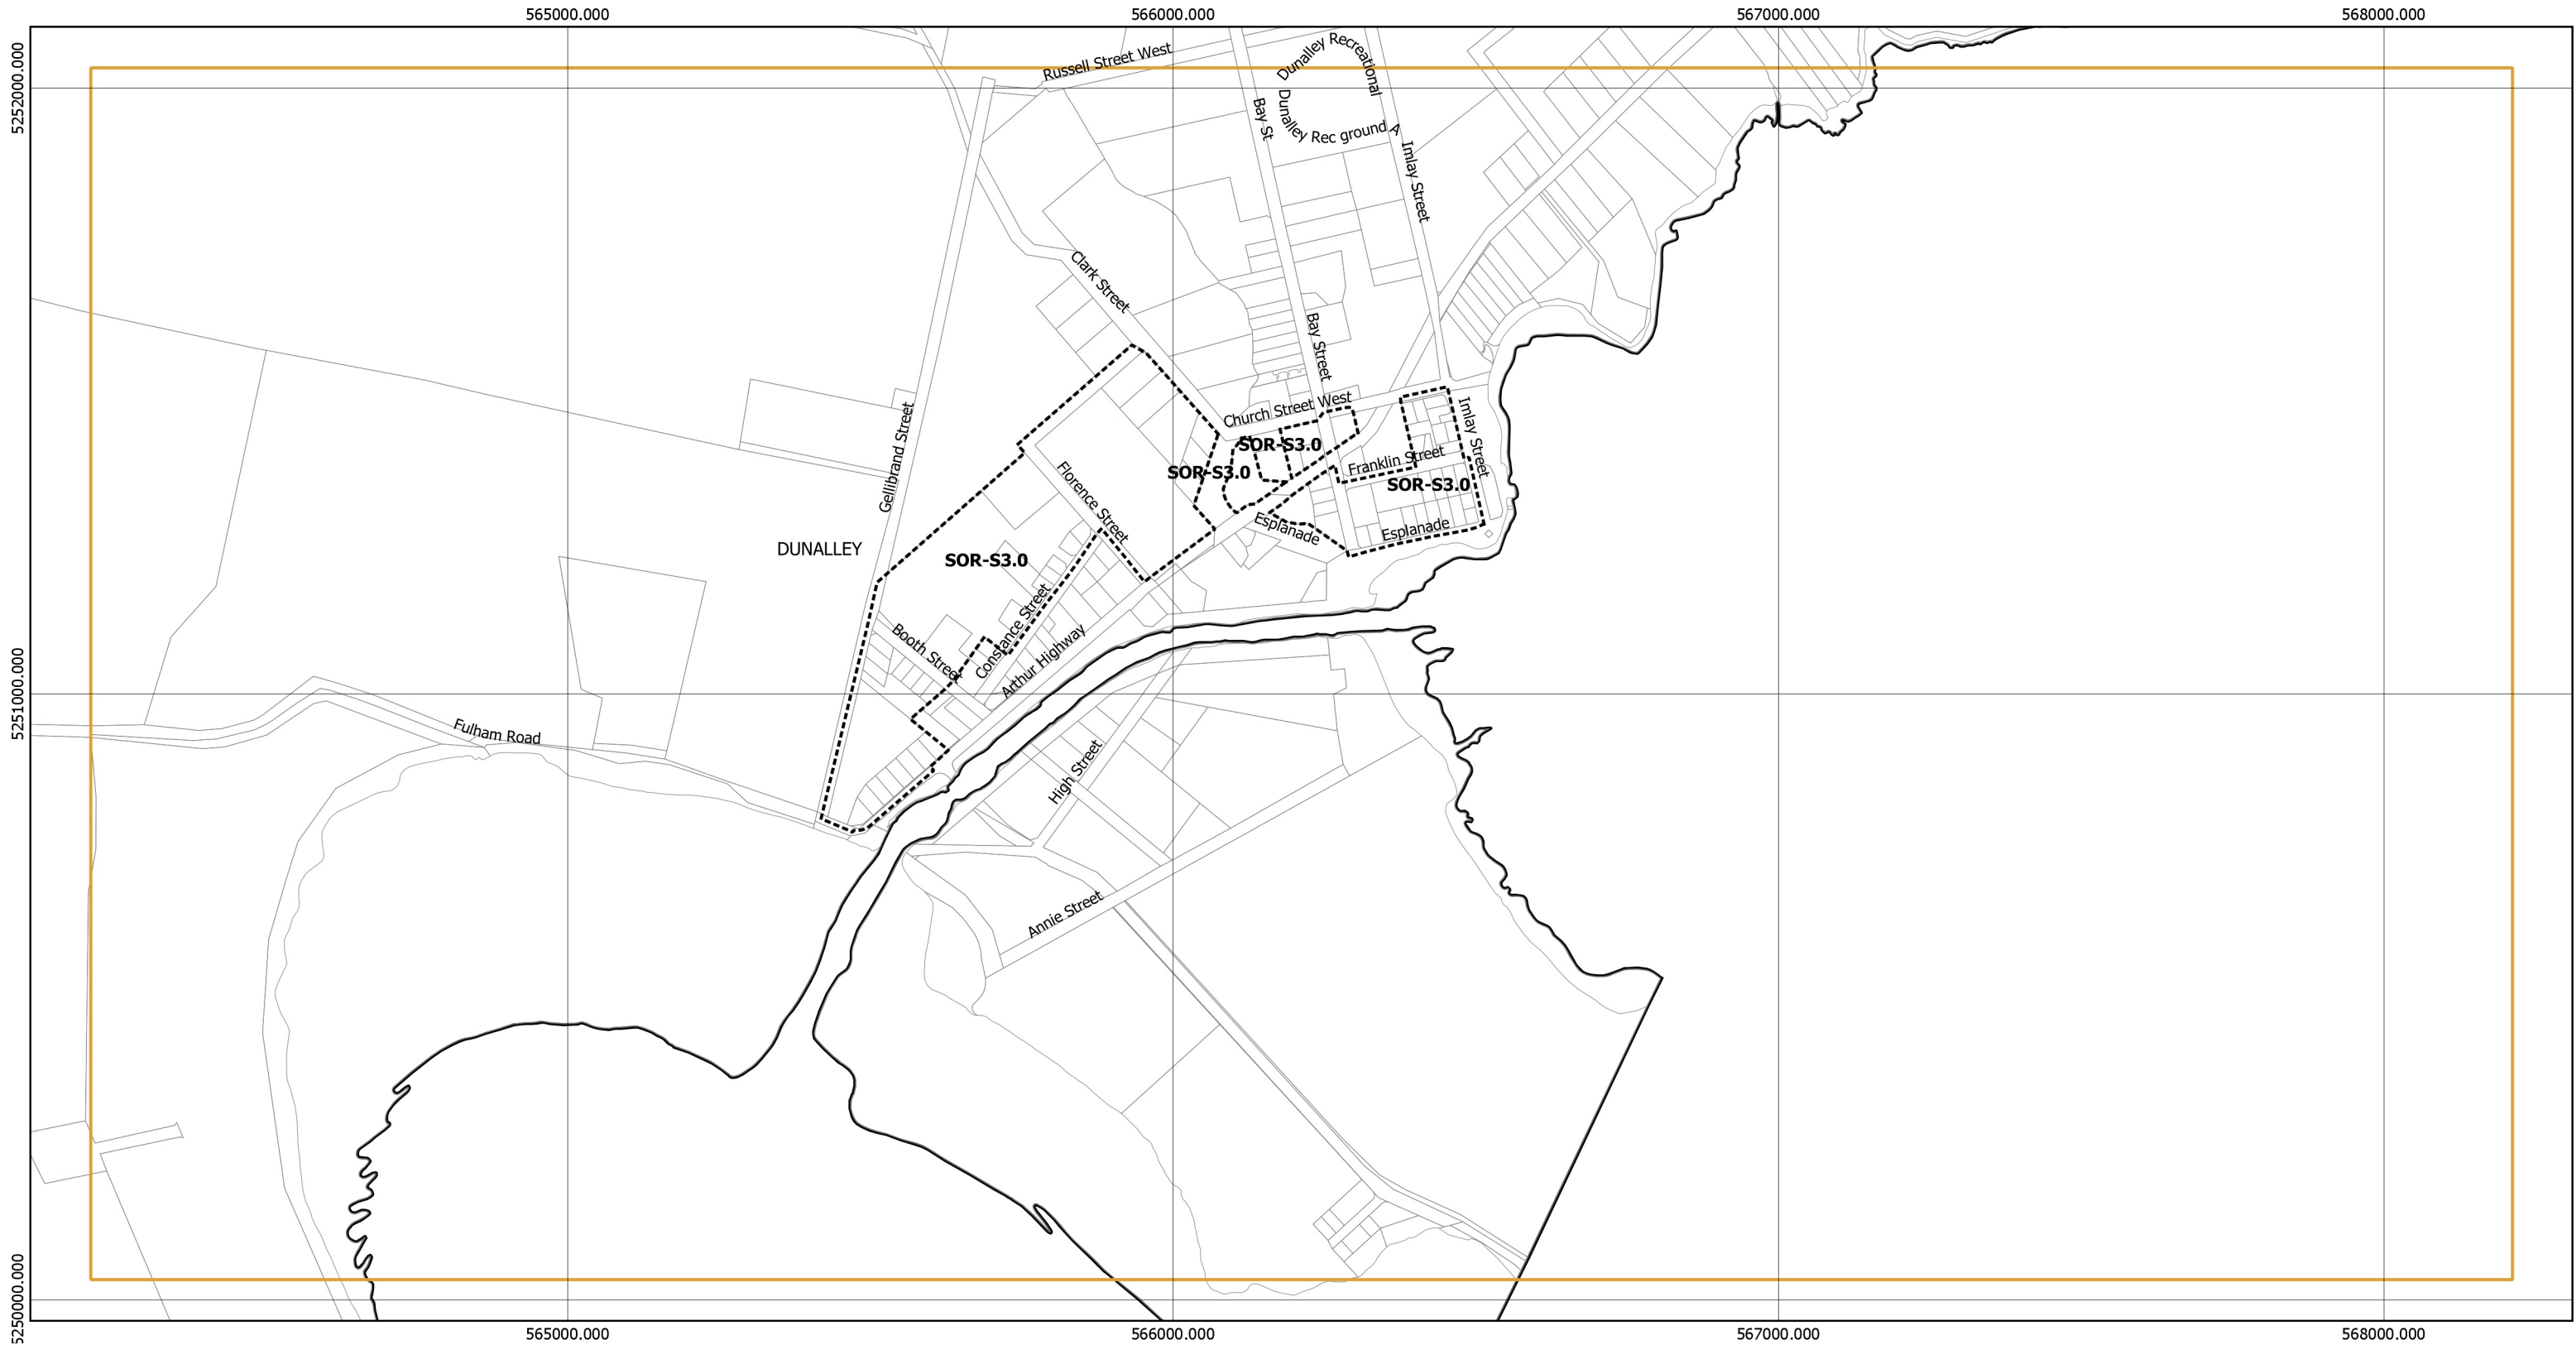 565000.000
566000.000
567000.000
568000.000
5252000.000
5251000.000
5250000.000
Russell Street West
Dunalley Recreational
Dunalley Rec ground A
Bay St
Imlay Street
Clark Street
Bay Street
Church Street West
Imlay Street
Gellibrand Street
SOR-S3.0
SOR-S3.0
Franklin Street
SOR-S3.0
Florence Street
Esplanade
Esplanade
DUNALLEY
SOR-S3.0
Constance Street
Booth Street
Arthur Highway
Fulham Road
High Street
Annie Street
565000.000
566000.000
567000.000
568000.000